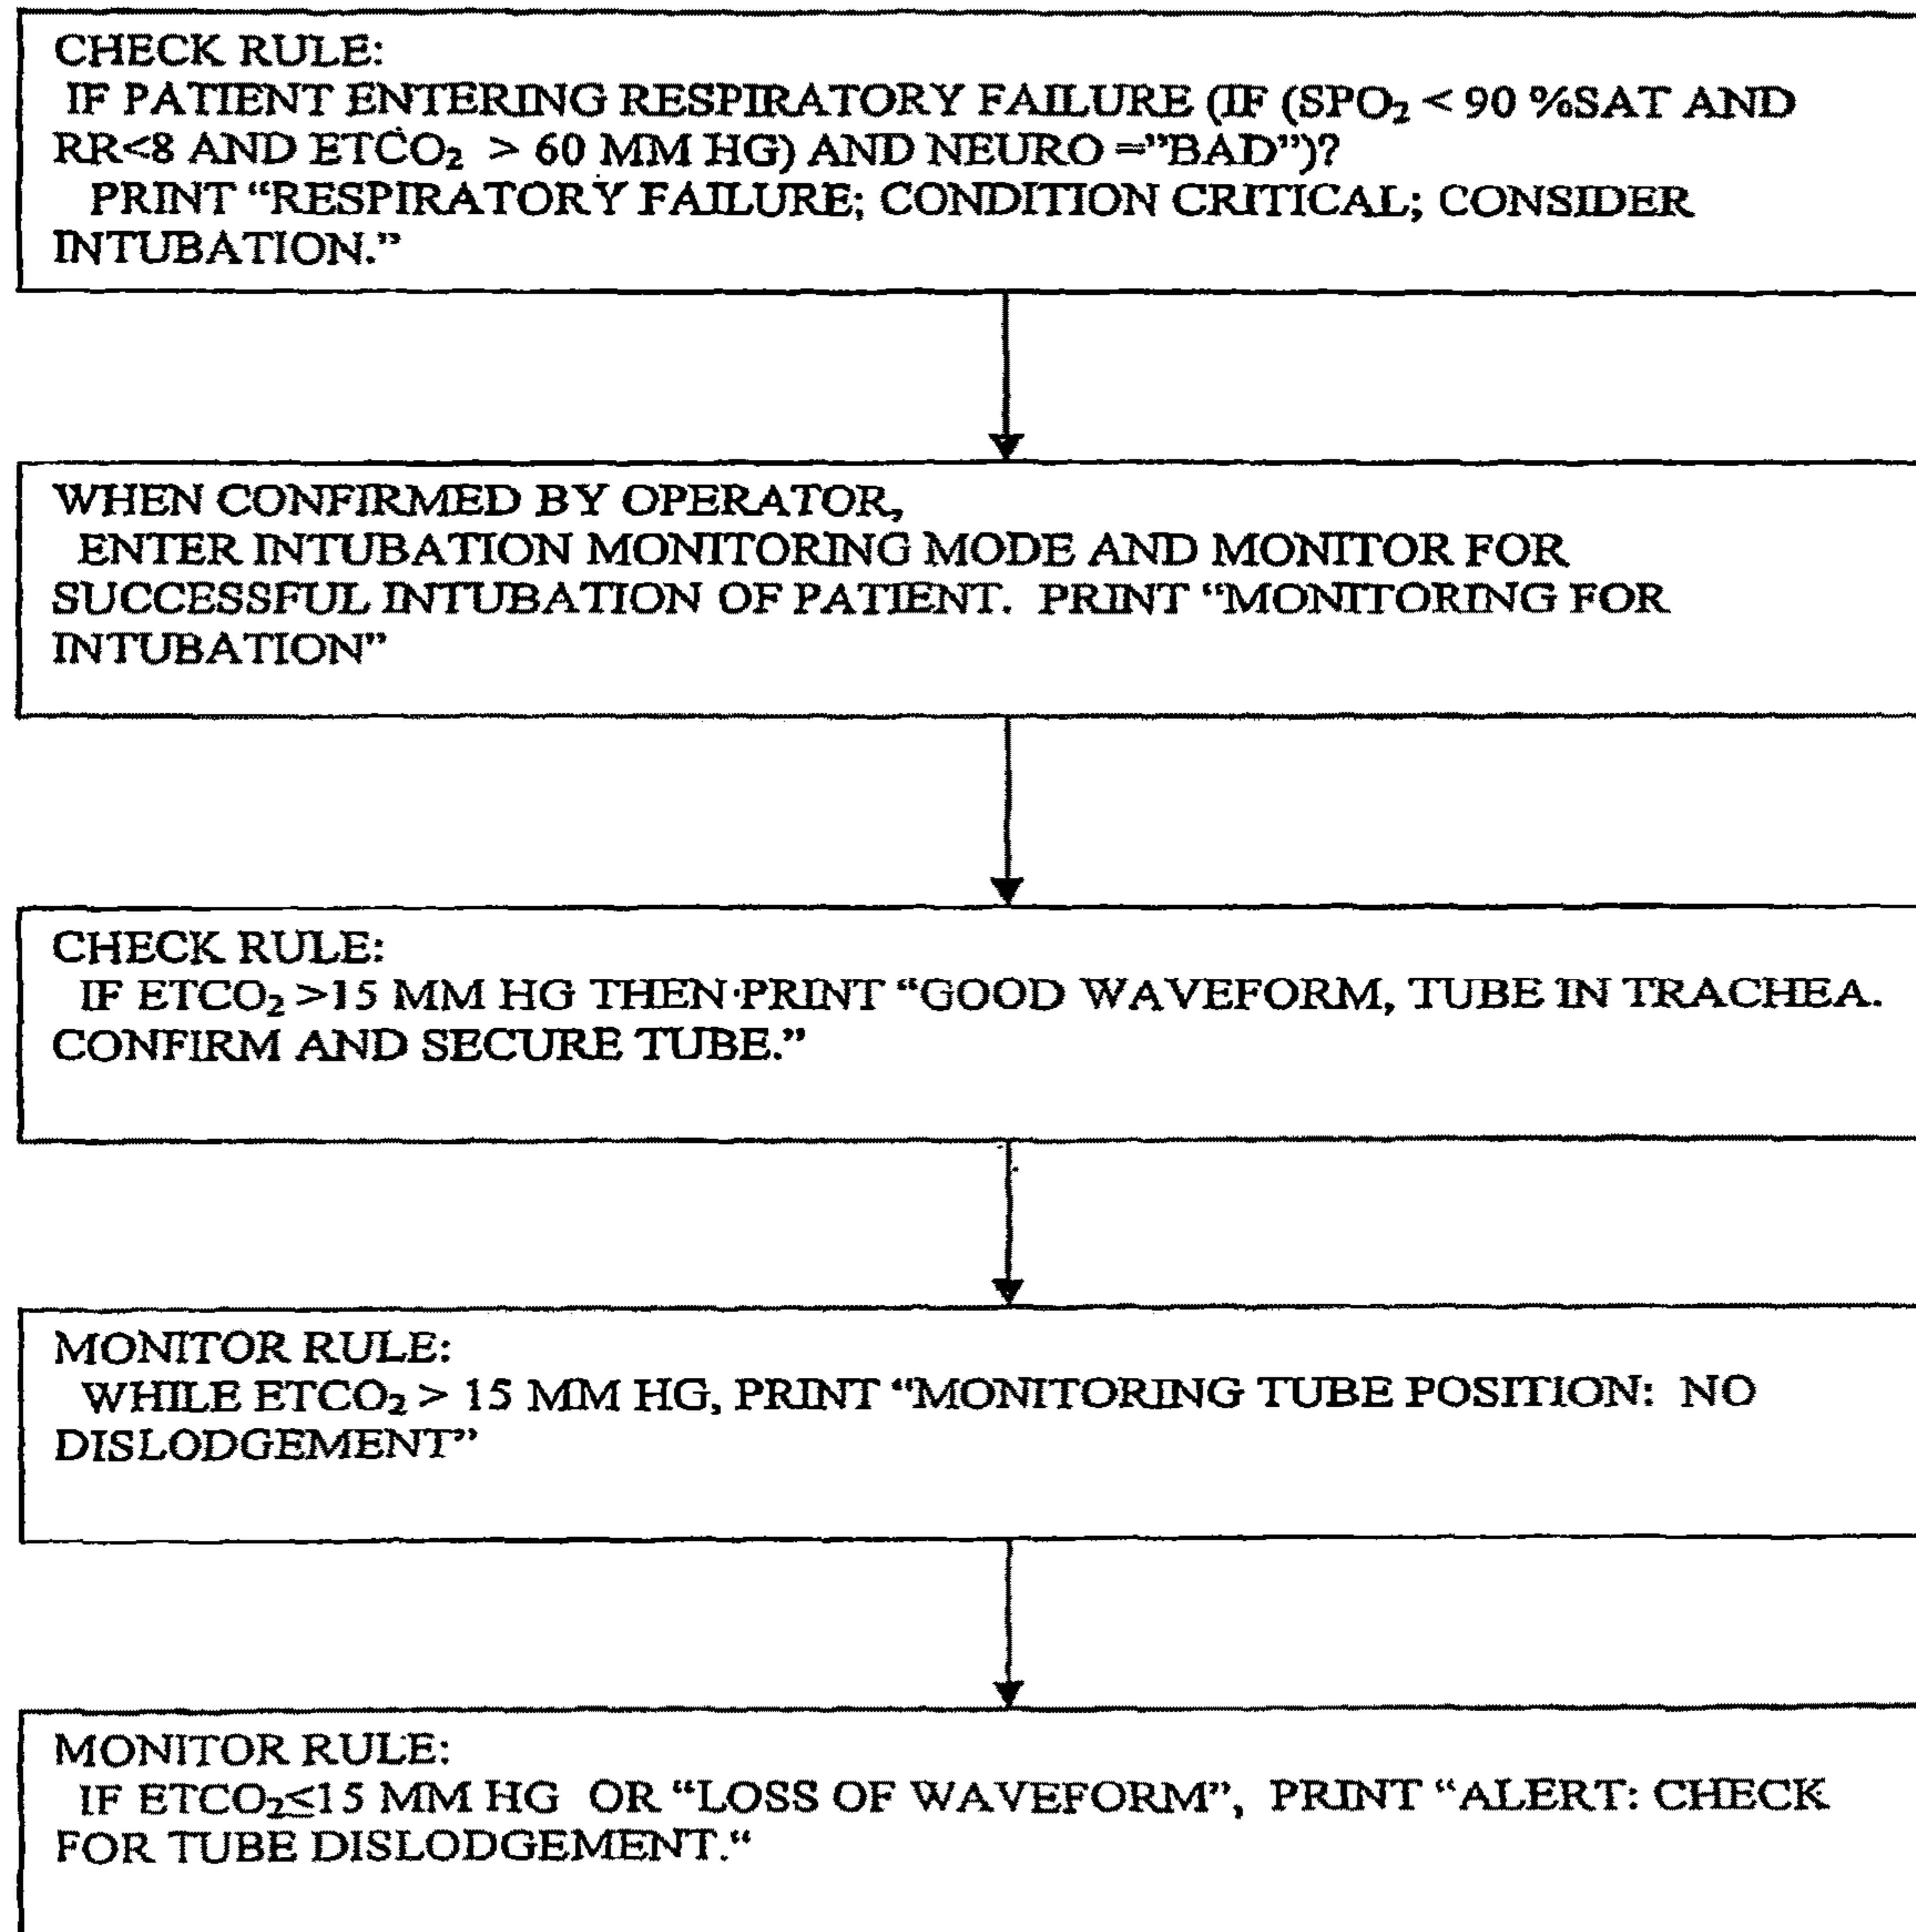 CHECK RULE:
IF PATIENT ENTERING RESPIRATORY FAILURE (IF (SPO₂ < 90 %SAT AND
RR<8 AND ETCO₂ > 60 MM HG) AND NEURO =”BAD”)?
PRINT “RESPIRATORY FAILURE; CONDITION CRITICAL; CONSIDER
INTUBATION.”
WHEN CONFIRMED BY OPERATOR,
ENTER INTUBATION MONITORING MODE AND MONITOR FOR
SUCCESSFUL INTUBATION OF PATIENT. PRINT “MONITORING FOR
INTUBATION”
CHECK RULE:
IF ETCO₂ >15 MM HG THEN PRINT “GOOD WAVEFORM, TUBE IN TRACHEA.
CONFIRM AND SECURE TUBE.”
MONITOR RULE:
WHILE ETCO₂ > 15 MM HG, PRINT “MONITORING TUBE POSITION: NO
DISLODGEMENT”
MONITOR RULE:
IF ETCO₂≤15 MM HG OR “LOSS OF WAVEFORM”, PRINT “ALERT: CHECK
FOR TUBE DISLODGEMENT.“